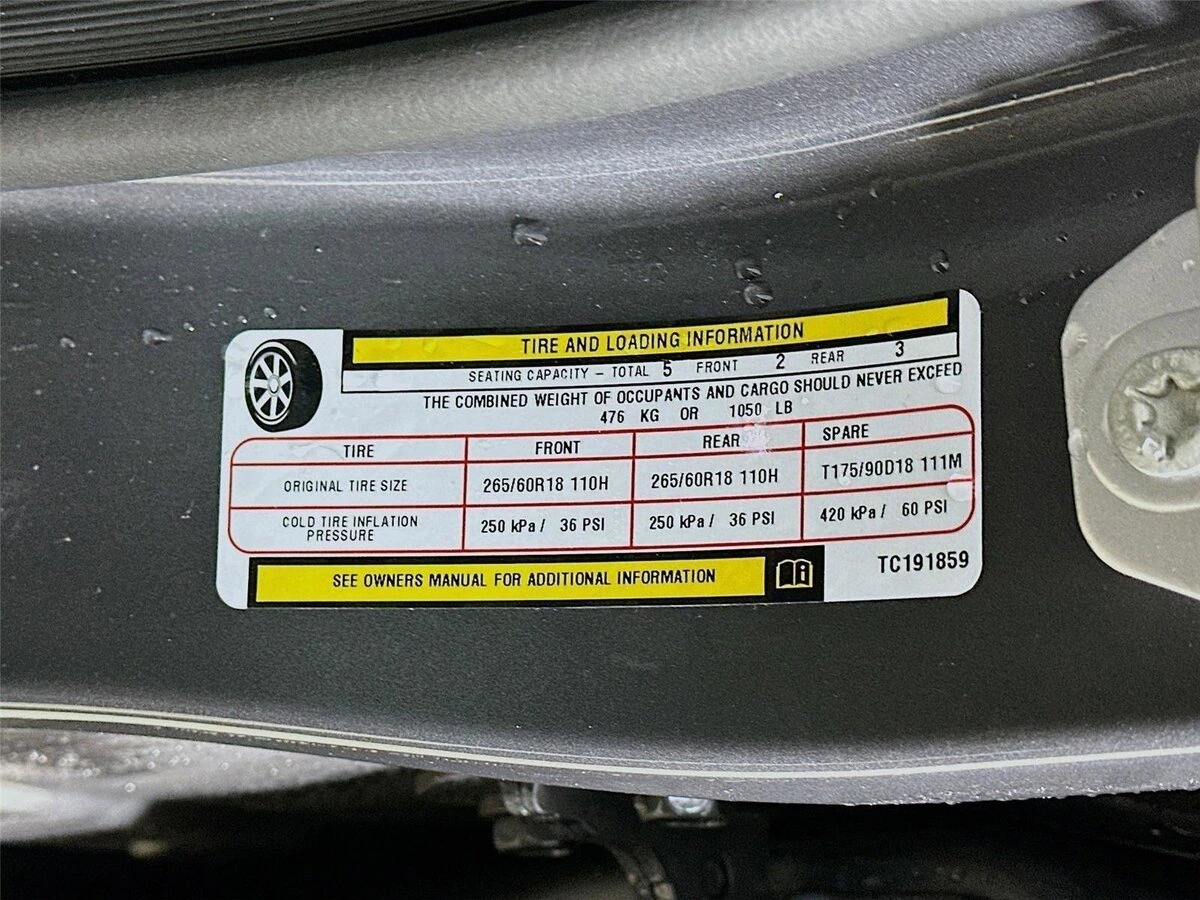 TIRE AND LOADING INFORMATION
SEATING CAPACITY – TOTAL 5 FRONT 2 REAR 3
THE COMBINED WEIGHT OF OCCUPANTS AND CARGO SHOULD NEVER EXCEED
476 KG OR 1050 LB
TIRE FRONT REAR SPARE
ORIGINAL TIRE SIZE 265/60R18 110H 265/60R18 110H T175/90D18 111M
COLD TIRE INFLATION
PRESSURE 250 kPa / 36 PSI 250 kPa / 36 PSI 420 kPa / 60 PSI
SEE OWNERS MANUAL FOR ADDITIONAL INFORMATION
TC191859